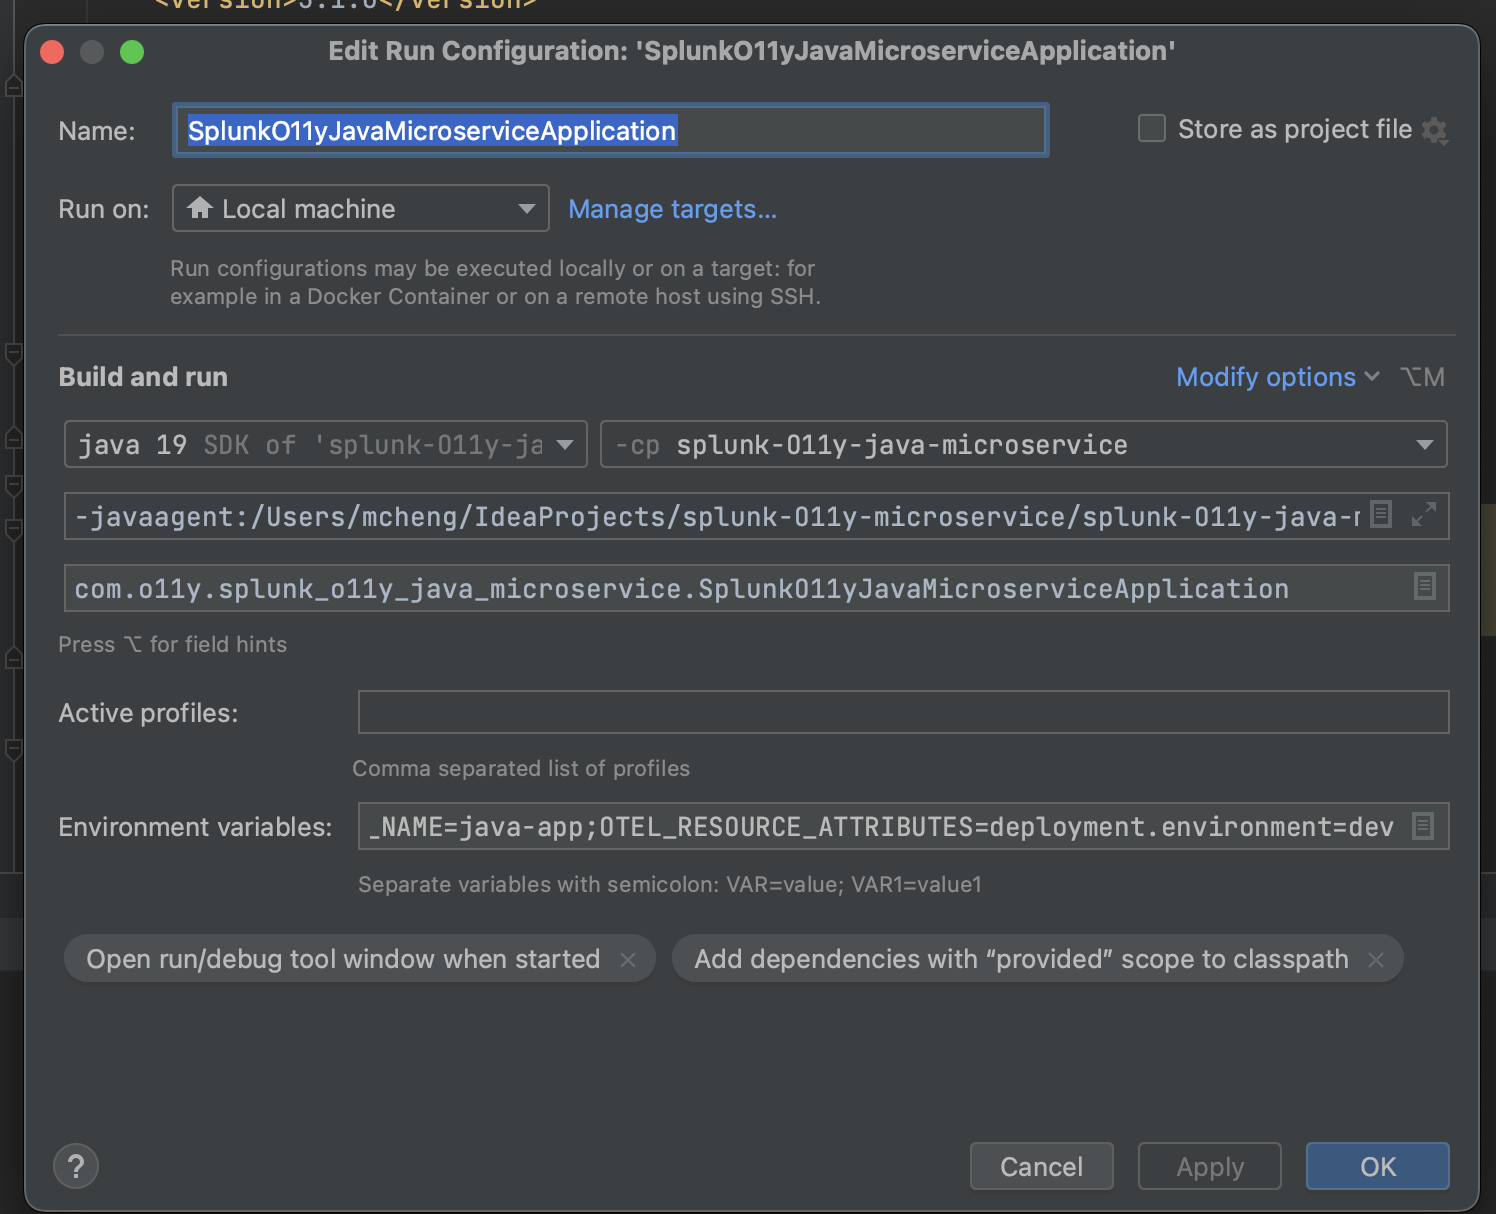 Edit Run Configuration: 'SplunkO11yJavaMicroserviceApplication'
Name:
SplunkO11yJavaMicroserviceApplication
Store as project file
Run on:
Local machine
Manage targets...
Run configurations may be executed locally or on a target: for
example in a Docker Container or on a remote host using SSH.
Build and run
Modify options
⌥M
java 19 SDK of 'splunk-O11y-ja
-cp splunk-O11y-java-microservice
-javaagent:/Users/mcheng/IdeaProjects/splunk-O11y-microservice/splunk-O11y-java-
com.o11y.splunk_o11y_java_microservice.SplunkO11yJavaMicroserviceApplication
Press ⌥ for field hints
Active profiles:
Comma separated list of profiles
Environment variables:
_NAME=java-app;OTEL_RESOURCE_ATTRIBUTES=deployment.environment=dev
Separate variables with semicolon: VAR=value; VAR1=value1
Open run/debug tool window when started
Add dependencies with “provided” scope to classpath
?
Cancel
Apply
OK